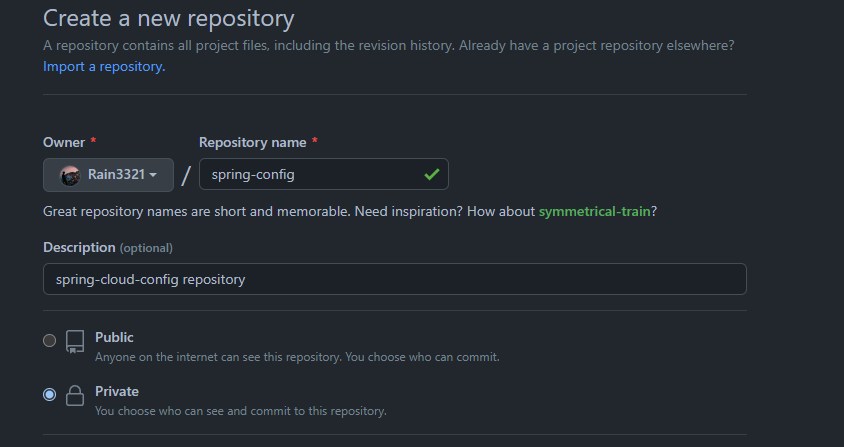 Create a new repository
A repository contains all project files, including the revision history. Already have a project repository elsewhere?
Import a repository.
Owner *
Repository name *
Rain3321
/
spring-config
Great repository names are short and memorable. Need inspiration? How about symmetrical-train?
Description (optional)
spring-cloud-config repository
Public
Anyone on the internet can see this repository. You choose who can commit.
Private
You choose who can see and commit to this repository.